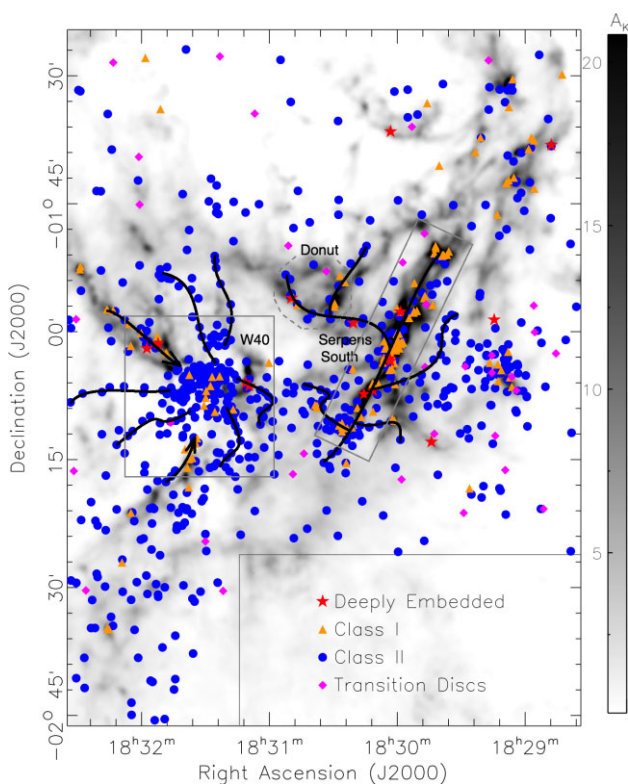 A_K
20
15
10
5
30'
45'
-01° 00'
15'
30'
-02° 45'
Declination (J2000)
Donut
W40
Serpens
South
Deeply Embedded
Class I
Class II
Transition Discs
18ʰ32ᵐ
18ʰ31ᵐ
18ʰ30ᵐ
18ʰ29ᵐ
Right Ascension (J2000)